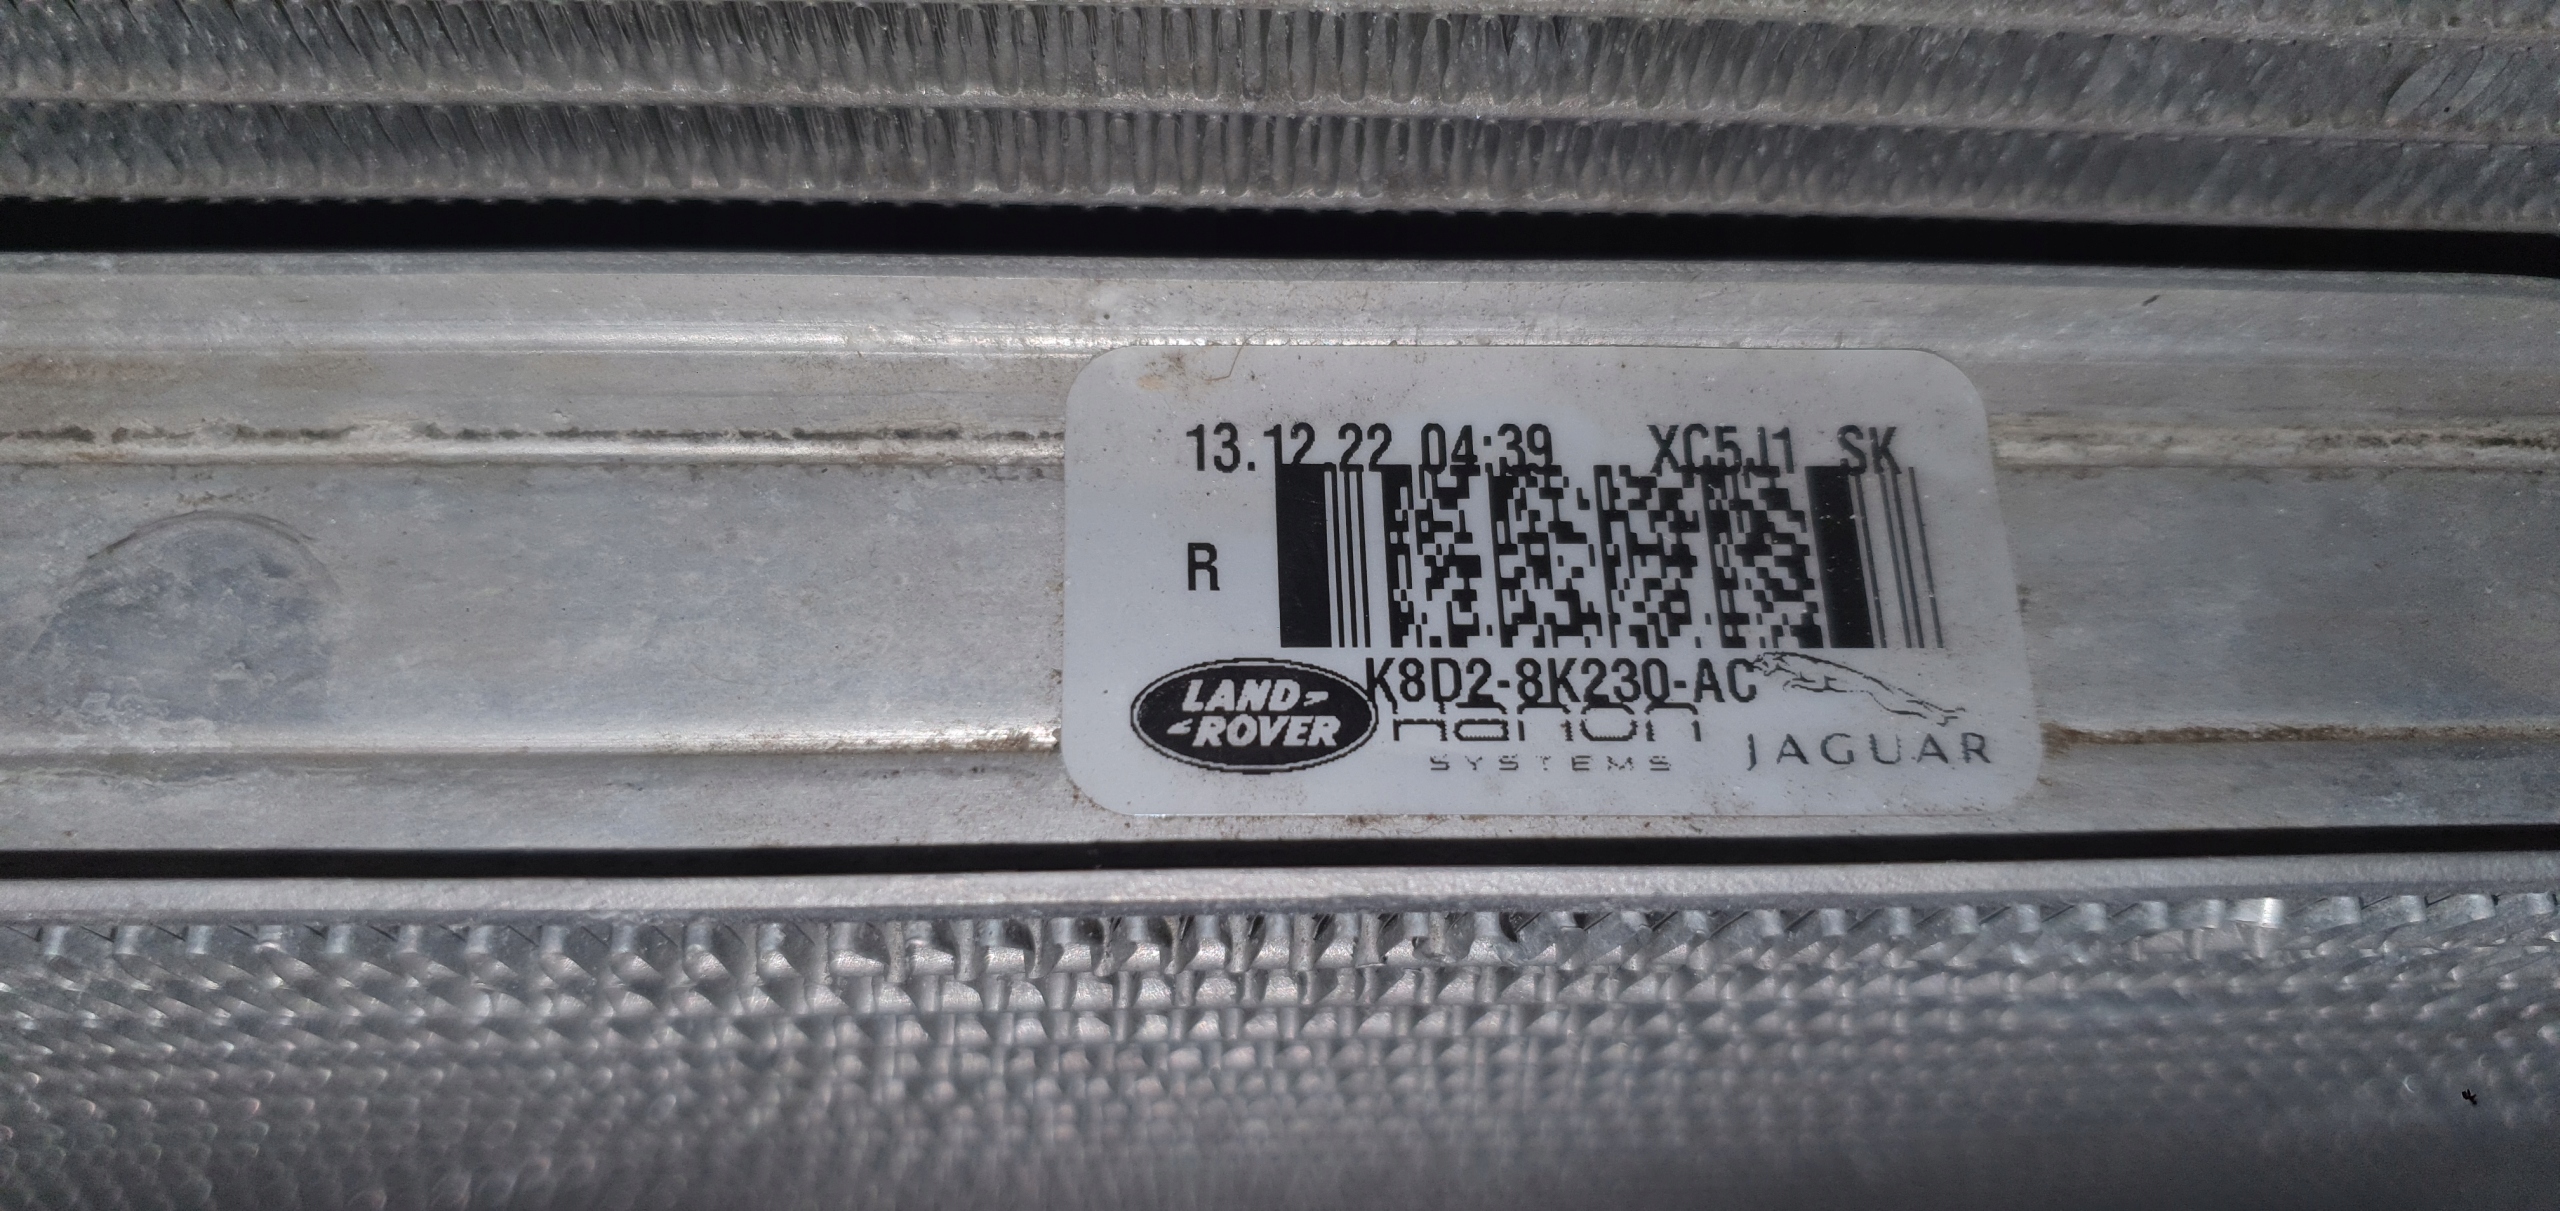 13.12.22 04:39 XC5J1 SK
R
K8D2-8K230-AC
LAND
ROVER
hanon
SYSTEMS
JAGUAR